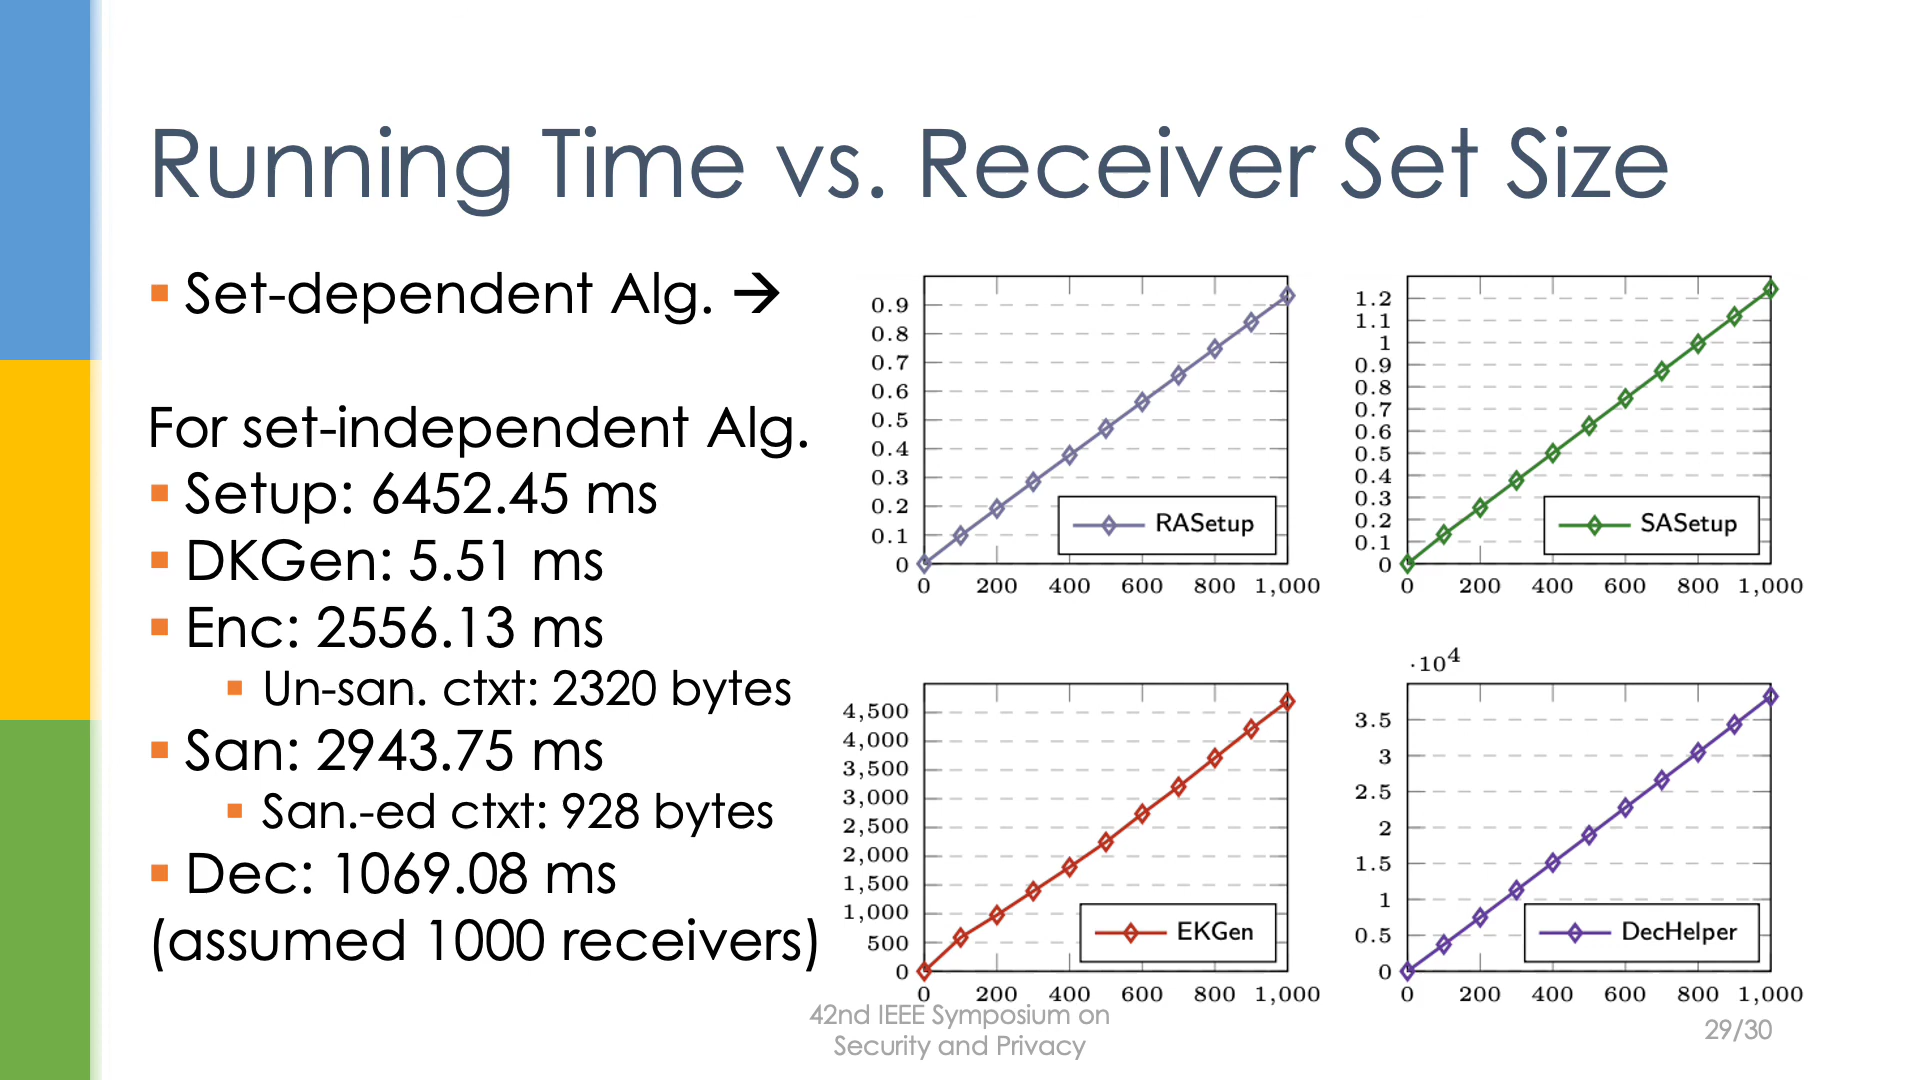 Running Time vs. Receiver Set Size
▪ Set-dependent Alg. →
For set-independent Alg.
▪ Setup: 6452.45 ms
▪ DKGen: 5.51 ms
▪ Enc: 2556.13 ms
▪ Un-san. ctxt: 2320 bytes
▪ San: 2943.75 ms
▪ San.-ed ctxt: 928 bytes
▪ Dec: 1069.08 ms
(assumed 1000 receivers)
0.9
0.8
0.7
0.6
0.5
0.4
0.3
0.2
0.1
0
RASetup
0 200 400 600 800 1,000
1.2
1.1
1
0.9
0.8
0.7
0.6
0.5
0.4
0.3
0.2
0.1
0
SASetup
0 200 400 600 800 1,000
4,500
4,000
3,500
3,000
2,500
2,000
1,500
1,000
500
0
EKGen
0 200 400 600 800 1,000
·10⁴
3.5
3
2.5
2
1.5
1
0.5
0
DecHelper
0 200 400 600 800 1,000
42nd IEEE Symposium on
Security and Privacy
29/30